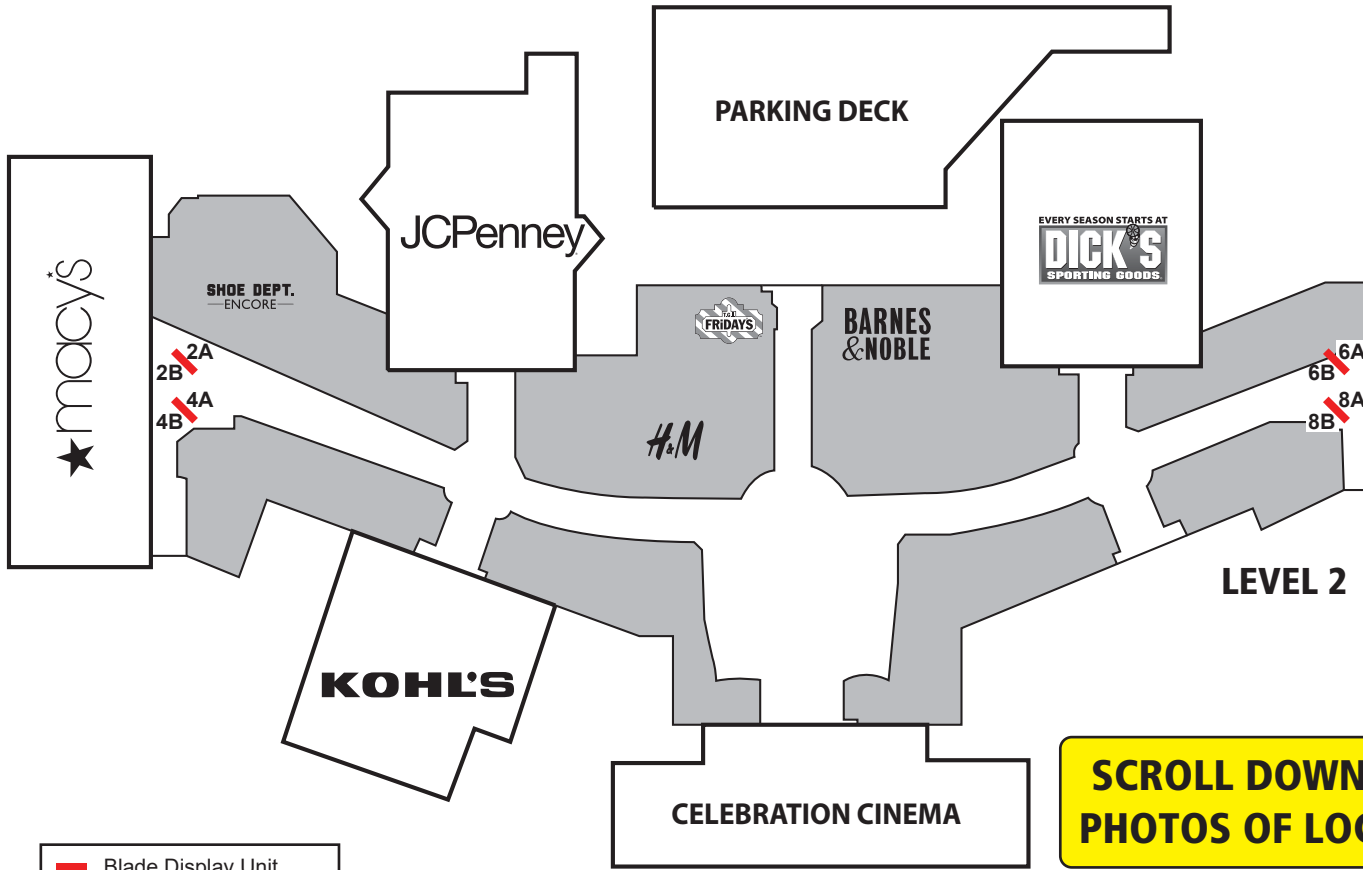 PARKING DECK
JCPenney
EVERY SEASON STARTS AT
DICK'S
SPORTING GOODS
macy's
SHOE DEPT.
ENCORE
T.G.I.
FRiDAYS
BARNES
&NOBLE
2A
2B
4A
4B
6A
6B
8A
8B
H&M
LEVEL 2
KOHL'S
CELEBRATION CINEMA
SCROLL DOWN
PHOTOS OF LOC
Blade Display Unit